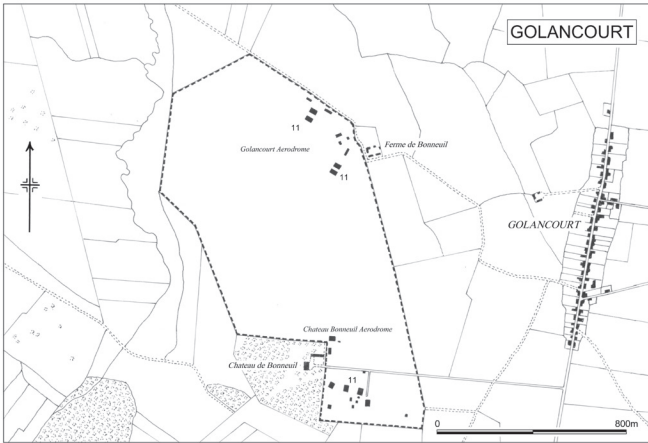 GOLANCOURT
11
Golancourt Aerodrome
Ferme de Bonneuil
11
GOLANCOURT
Chateau Bonneuil Aerodrome
Chateau de Bonneuil
11
0 800m